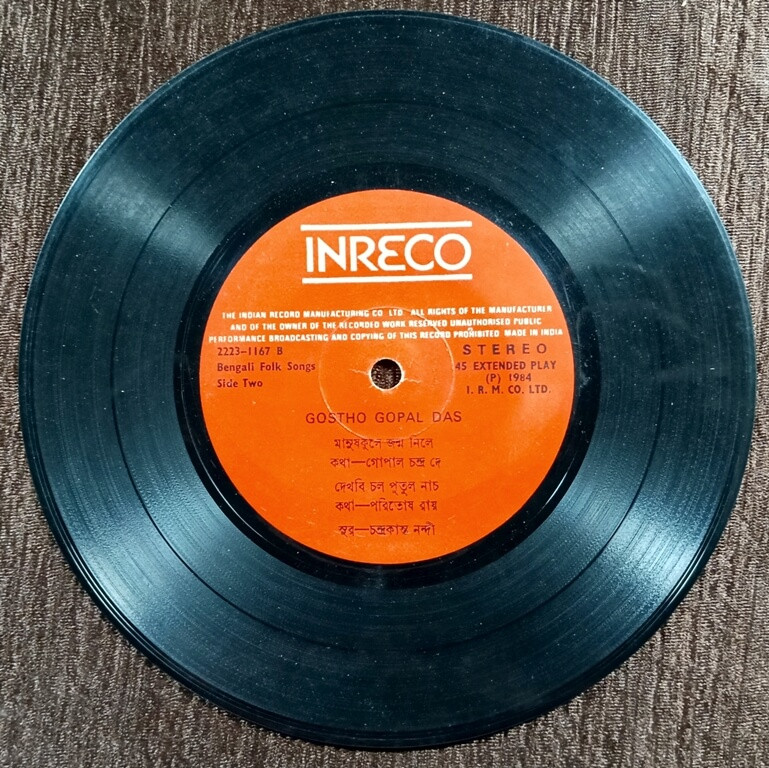 INRECO
THE INDIAN RECORD MANUFACTURING CO. LTD. ALL RIGHTS OF THE MANUFACTURER
AND OF THE OWNER OF THE RECORDED WORK RESERVED UNAUTHORISED PUBLIC
PERFORMANCE BROADCASTING AND COPYING OF THIS RECORD PROHIBITED MADE IN INDIA
2223-1167 B
Bengali Folk Songs
Side Two
STEREO
45 EXTENDED PLAY
(P) 1984
I. R. M. CO. LTD.
GOSTHO GOPAL DAS
মানুষকুলে জন্ম নিলে
কথা—গোপাল চন্দ্র দে
দেখবি চল পুতুল নাচ
কথা—পরিতোষ রায়
সুর—চন্দ্রকান্ত নন্দী